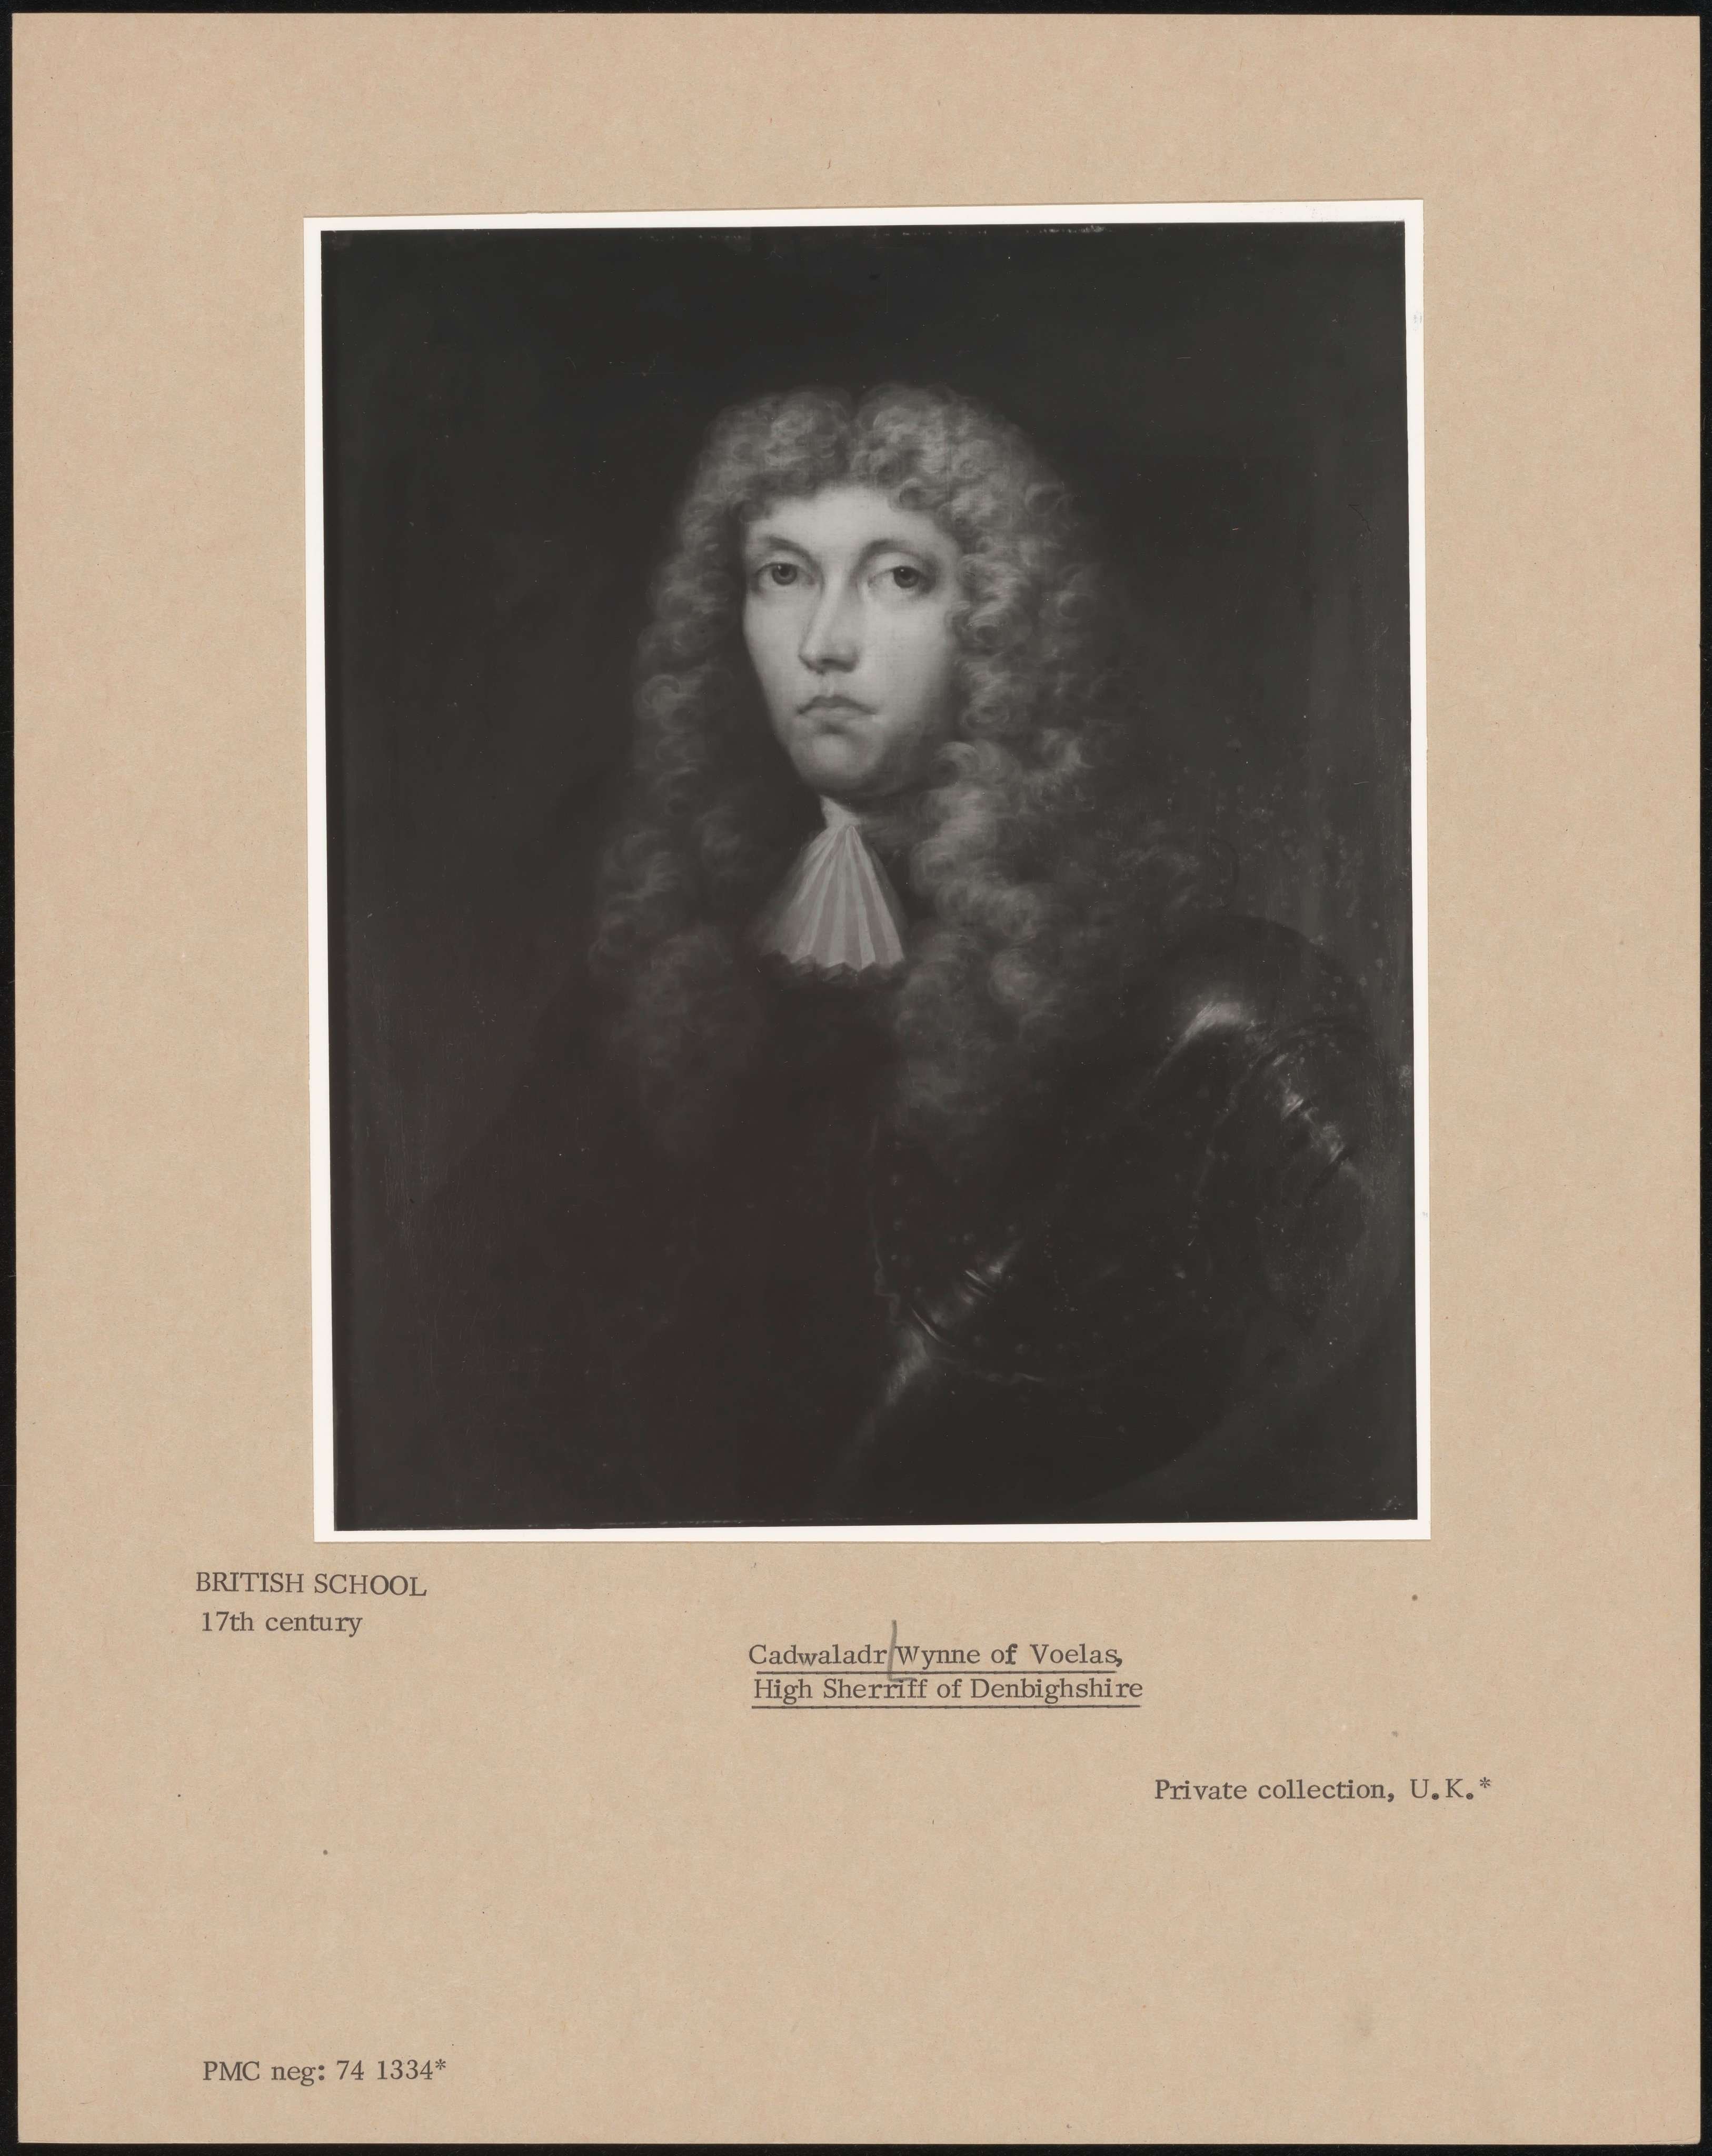 BRITISH SCHOOL
17th century
Cadwaladr Wynne of Voelas,
High Sherriff of Denbighshire
Private collection, U.K.*
PMC neg: 74 1334*